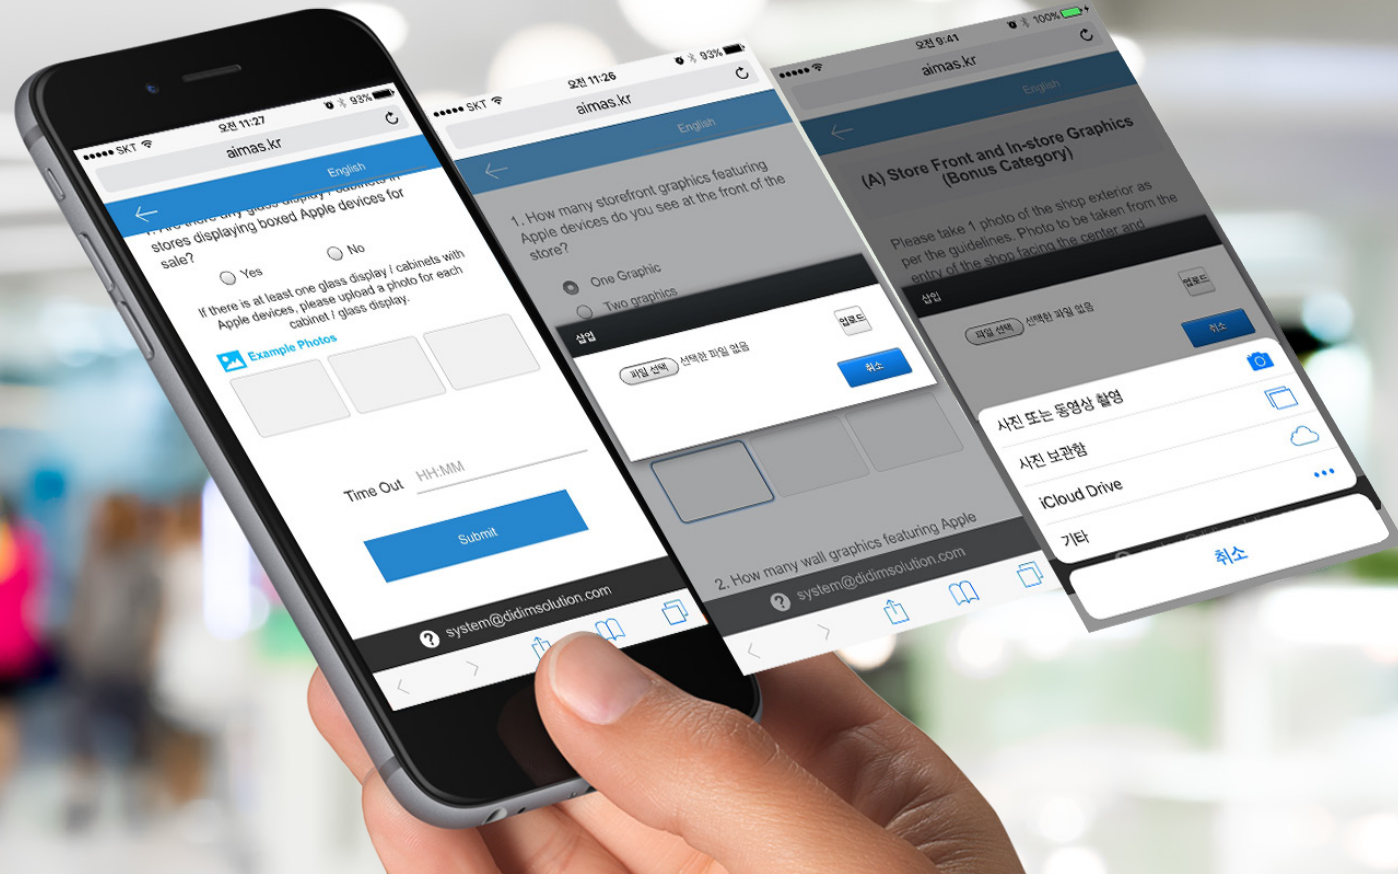 SKT
오전 11:27
93%
aimas.kr
English
stores displaying boxed Apple devices for
sale?
Yes
No
If there is at least one glass display / cabinets with
Apple devices, please upload a photo for each
cabinet / glass display.
Example Photos
Time Out
HH:MM
Submit
system@didimsolution.com
SKT
오전 11:26
93%
aimas.kr
English
1. How many storefront graphics featuring
Apple devices do you see at the front of the
store?
One Graphic
Two graphics
삽입
파일 선택
선택한 파일 없음
업로드
취소
2. How many wall graphics featuring Apple
system@didimsolution.com
오전 9:41
100%
aimas.kr
English
(A) Store Front and In-store Graphics
(Bonus Category)
Please take 1 photo of the shop exterior as
per the guidelines. Photo to be taken from the
entry of the shop facing the center and
삽입
파일 선택
선택한 파일 없음
업로드
취소
사진 또는 동영상 촬영
사진 보관함
iCloud Drive
기타
취소